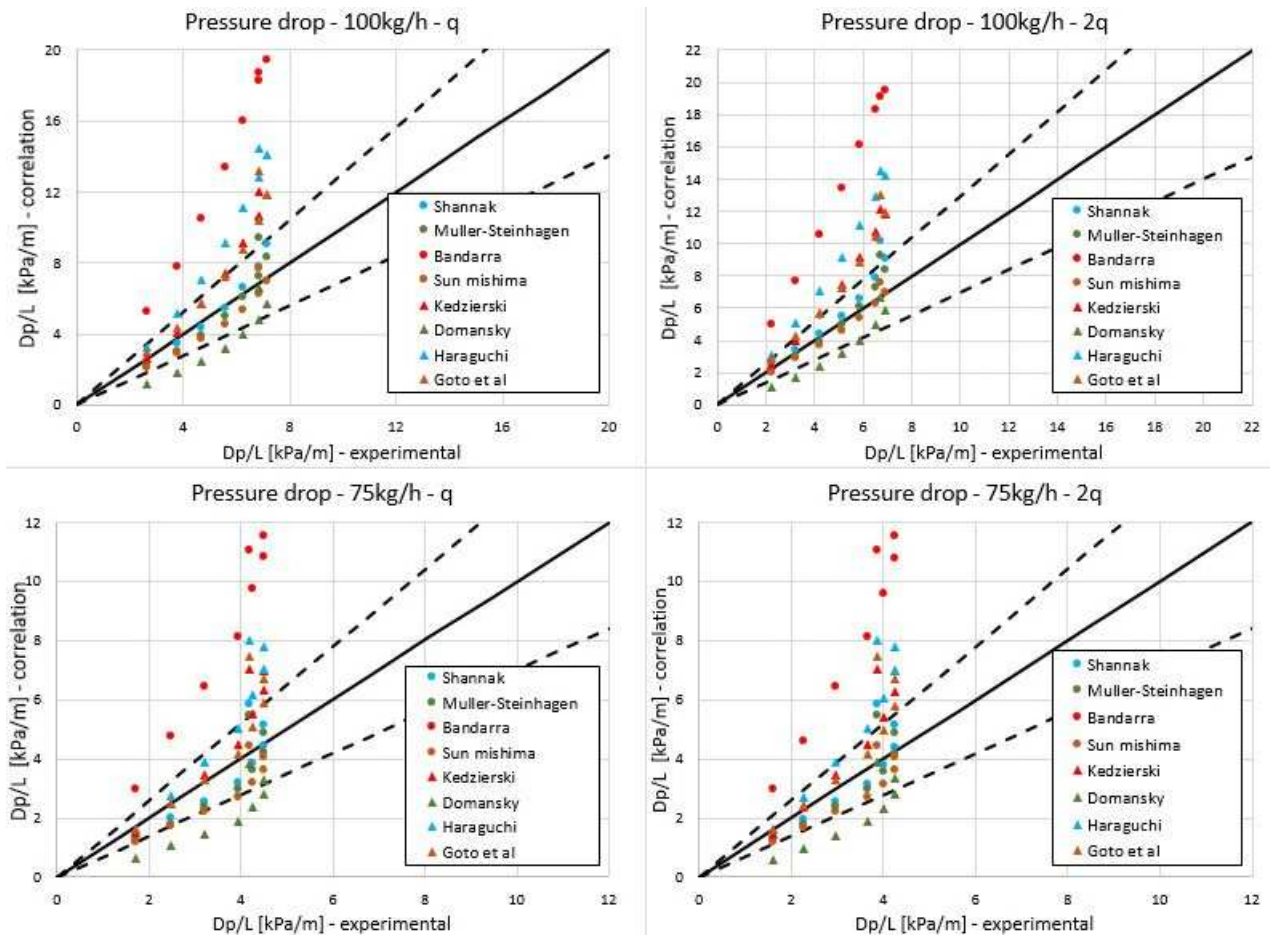 Pressure drop - 100kg/h - q
Dp/L [kPa/m] - correlation
20
16
12
8
4
0
0 4 8 12 16 20
Dp/L [kPa/m] - experimental
Shannak
Muller-Steinhagen
Bandarra
Sun mishima
Kedzierski
Domansky
Haraguchi
Goto et al
Pressure drop - 100kg/h - 2q
Dp/L [kPa/m] - correlation
22
20
18
16
14
12
10
8
6
4
2
0
0 2 4 6 8 10 12 14 16 18 20 22
Dp/L [kPa/m] - experimental
Shannak
Muller-Steinhagen
Bandarra
Sun mishima
Kedzierski
Domansky
Haraguchi
Goto et al
Pressure drop - 75kg/h - q
Dp/L [kPa/m] - correlation
12
10
8
6
4
2
0
0 2 4 6 8 10 12
Dp/L [kPa/m] - experimental
Shannak
Muller-Steinhagen
Bandarra
Sun mishima
Kedzierski
Domansky
Haraguchi
Goto et al
Pressure drop - 75kg/h - 2q
Dp/L [kPa/m] - correlation
12
10
8
6
4
2
0
0 2 4 6 8 10 12
Dp/L [kPa/m] - experimental
Shannak
Muller-Steinhagen
Bandarra
Sun mishima
Kedzierski
Domansky
Haraguchi
Goto et al